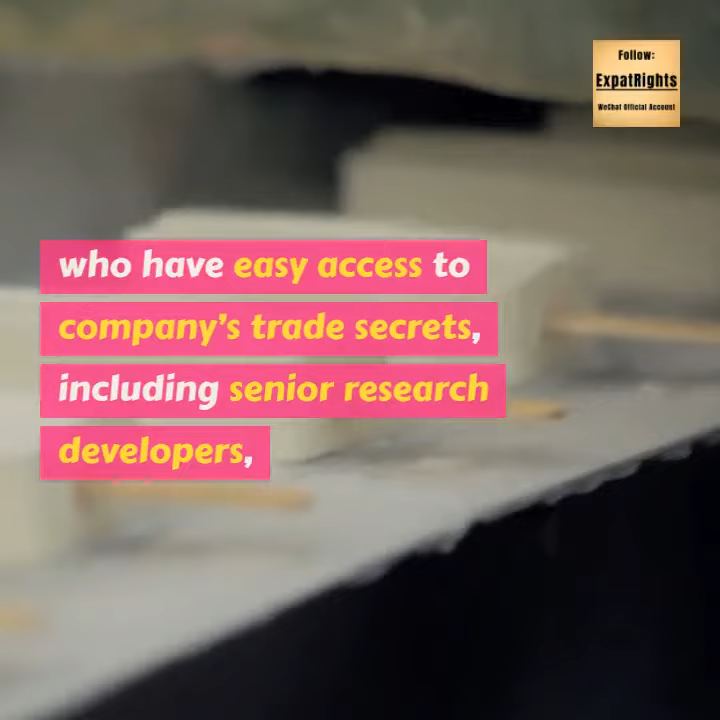 Follow:
ExpatRights
WeChat Official Account
who have easy access to
company's trade secrets,
including senior research
developers,